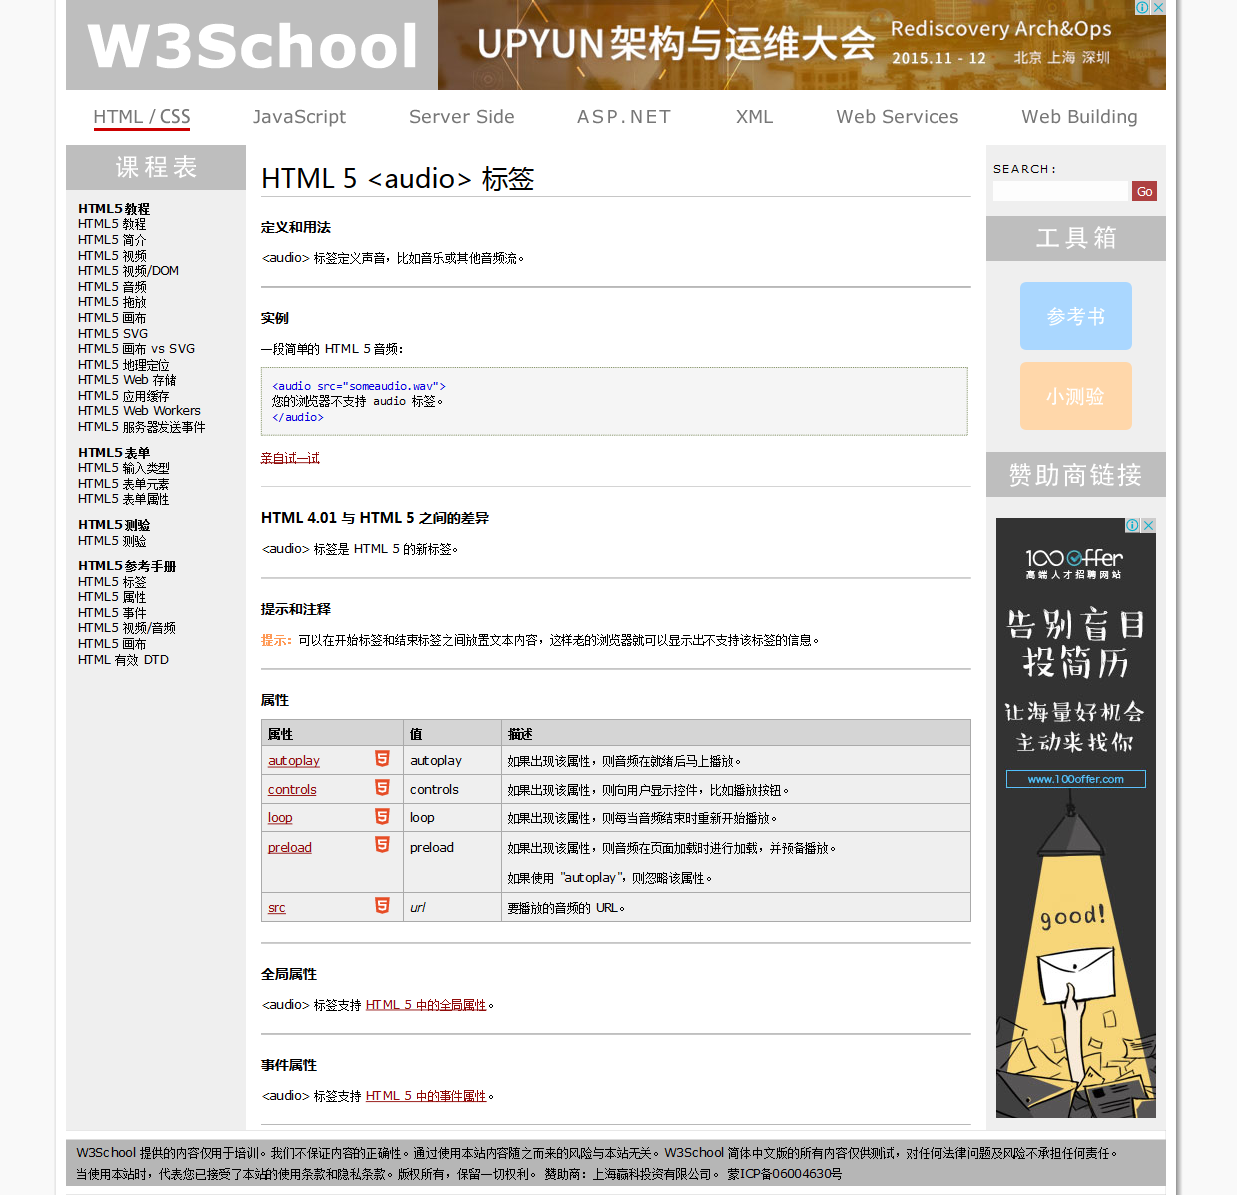 W3School
UPYUN架构与运维大会
Rediscovery Arch&Ops
2015.11 - 12 北京 上海 深圳
HTML / CSS JavaScript Server Side ASP.NET XML Web Services Web Building
课程表
HTML5 教程
HTML5 教程
HTML5 简介
HTML5 视频
HTML5 视频/DOM
HTML5 音频
HTML5 拖放
HTML5 画布
HTML5 SVG
HTML5 画布 vs SVG
HTML5 地理定位
HTML5 Web 存储
HTML5 应用缓存
HTML5 Web Workers
HTML5 服务器发送事件
HTML5 表单
HTML5 输入类型
HTML5 表单元素
HTML5 表单属性
HTML5 测验
HTML5 测验
HTML5 参考手册
HTML5 标签
HTML5 属性
HTML5 事件
HTML5 视频/音频
HTML5 画布
HTML 有效 DTD
HTML 5 <audio> 标签
定义和用法
<audio> 标签定义声音，比如音乐或其他音频流。
实例
一段简单的 HTML 5 音频：
<audio src="someaudio.wav">
您的浏览器不支持 audio 标签。
</audio>
亲自试一试
HTML 4.01 与 HTML 5 之间的差异
<audio> 标签是 HTML 5 的新标签。
提示和注释
提示：可以在开始标签和结束标签之间放置文本内容，这样老的浏览器就可以显示出不支持该标签的信息。
属性
属性 值 描述
autoplay 5 autoplay 如果出现该属性，则音频在就绪后马上播放。
controls 5 controls 如果出现该属性，则向用户显示控件，比如播放按钮。
loop 5 loop 如果出现该属性，则每当音频结束时重新开始播放。
preload 5 preload 如果出现该属性，则音频在页面加载时进行加载，并预备播放。
如果使用 "autoplay"，则忽略该属性。
src 5 url 要播放的音频的 URL。
全局属性
<audio> 标签支持 HTML 5 中的全局属性。
事件属性
<audio> 标签支持 HTML 5 中的事件属性。
SEARCH:
Go
工具箱
参考书
小测验
赞助商链接
100offer
高端人才招聘网站
告别盲目
投简历
让海量好机会
主动来找你
www.100offer.com
good!
W3School 提供的内容仅用于培训。我们不保证内容的正确性。通过使用本站内容随之而来的风险与本站无关。W3School 简体中文版的所有内容仅供测试，对任何法律问题及风险不承担任何责任。
当使用本站时，代表您已接受了本站的使用条款和隐私条款。版权所有，保留一切权利。 赞助商：上海赢科投资有限公司。 蒙ICP备06004630号